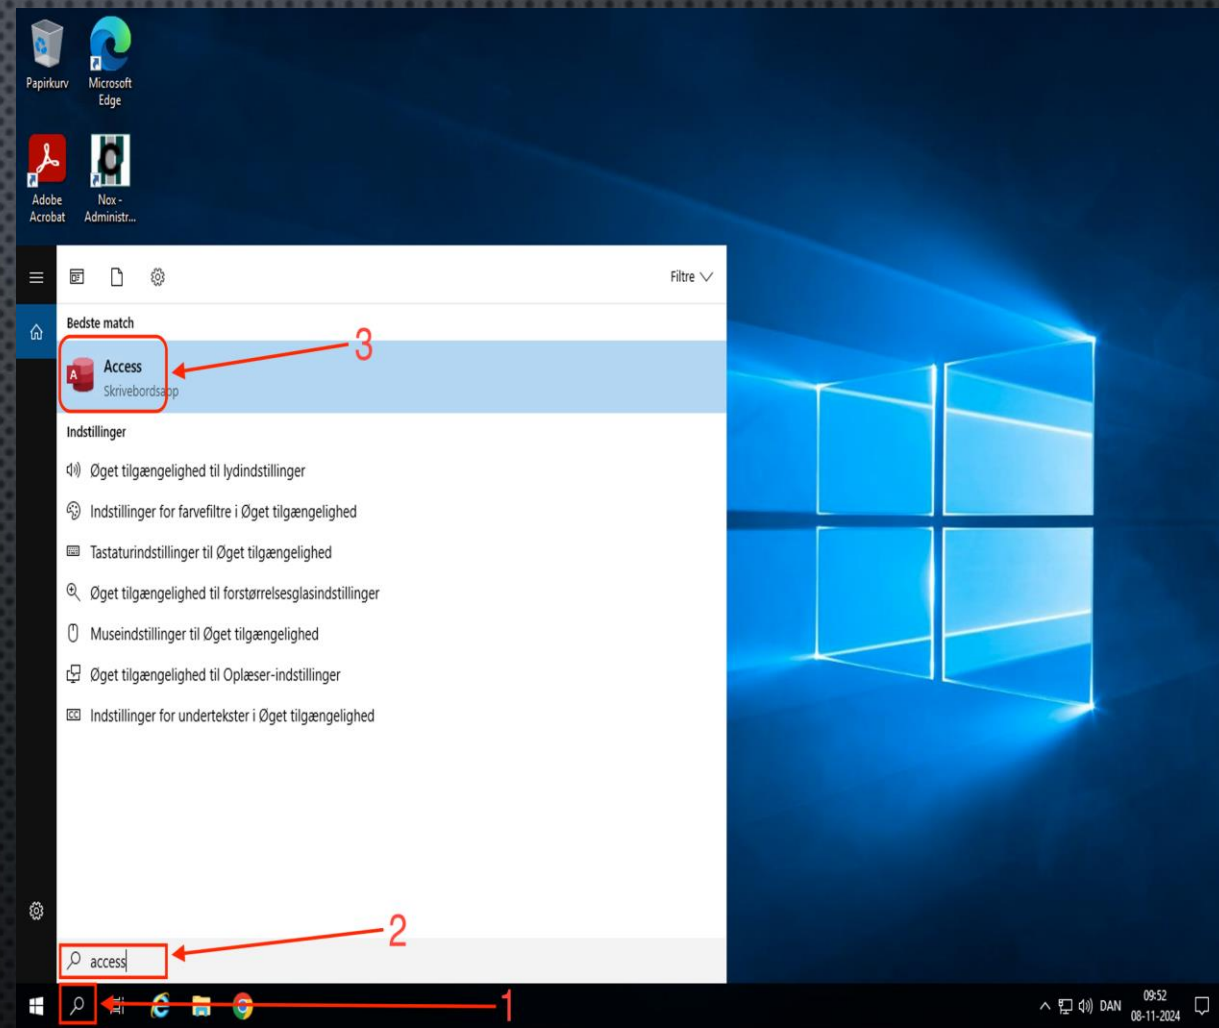 Papirkurv
Microsoft
Edge
Adobe
Acrobat
Nox -
Administr...
Filtre
Bedste match
3
Access
Skrivebordsapp
Indstillinger
Øget tilgængelighed til lydindstillinger
Indstillinger for farvefiltre i Øget tilgængelighed
Tastaturindstillinger til Øget tilgængelighed
Øget tilgængelighed til forstørrelsesglasindstillinger
Museindstillinger til Øget tilgængelighed
Øget tilgængelighed til Oplæser-indstillinger
CC Indstillinger for undertekster i Øget tilgængelighed
2
access
1
DAN
09:52
08-11-2024